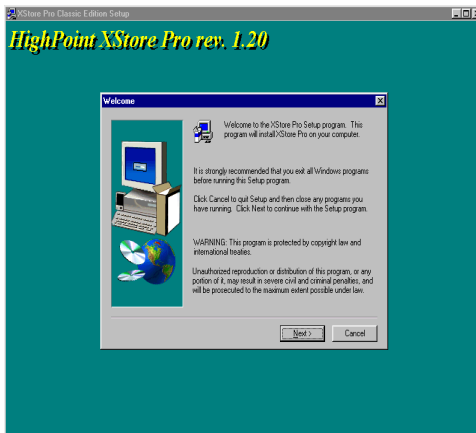 XStore Pro Classic Edition Setup
HighPoint XStore Pro rev. 1.20
Welcome
Welcome to the XStore Pro Setup program. This
program will install XStore Pro on your computer.
It is strongly recommended that you exit all Windows programs
before running this Setup program.
Click Cancel to quit Setup and then close any programs you
have running. Click Next to continue with the Setup program.
WARNING: This program is protected by copyright law and
international treaties.
Unauthorized reproduction or distribution of this program, or any
portion of it, may result in severe civil and criminal penalties, and
will be prosecuted to the maximum extent possible under law.
Next > Cancel